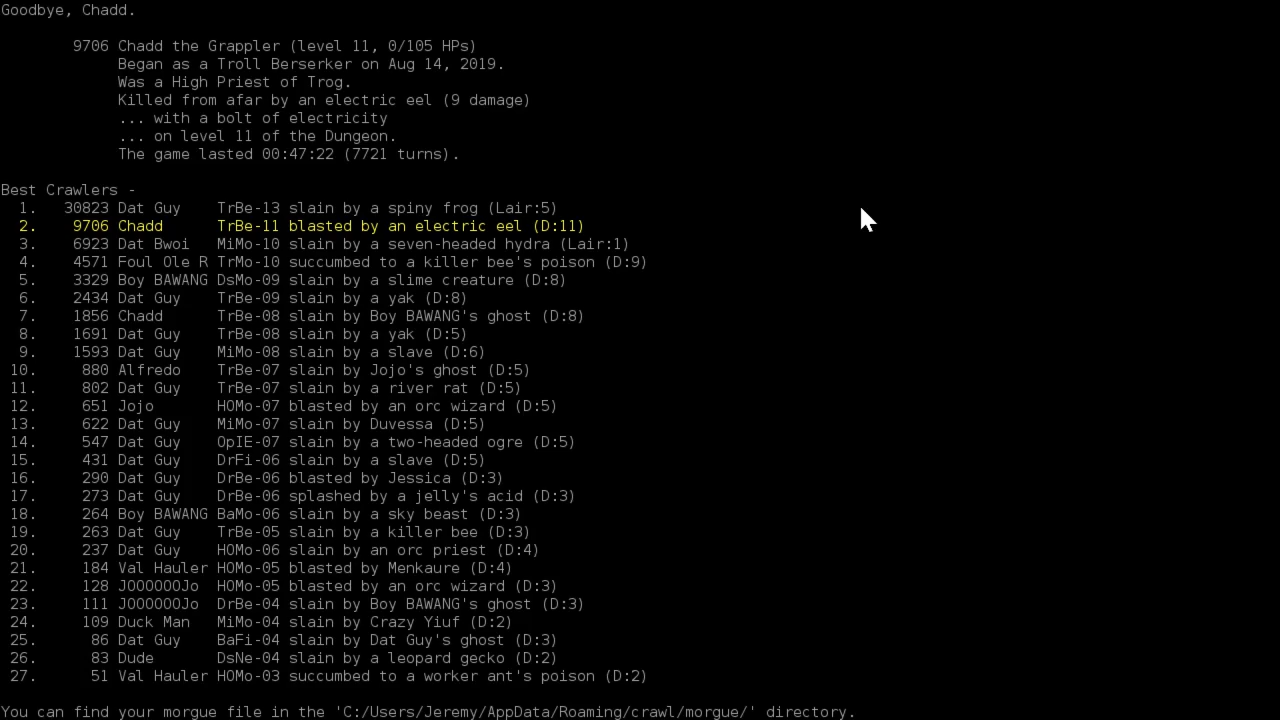 Goodbye, Chadd.
9706 Chadd the Grappler (level 11, 0/105 HPs)
Began as a Troll Berserker on Aug 14, 2019.
Was a High Priest of Trog.
Killed from afar by an electric eel (9 damage)
... with a bolt of electricity
... on level 11 of the Dungeon.
The game lasted 00:47:22 (7721 turns).
Best Crawlers -
1. 30823 Dat Guy TrBe-13 slain by a spiny frog (Lair:5)
2. 9706 Chadd TrBe-11 blasted by an electric eel (D:11)
3. 6923 Dat Bwoi MiMo-10 slain by a seven-headed hydra (Lair:1)
4. 4571 Foul Ole R TrMo-10 succumbed to a killer bee's poison (D:9)
5. 3329 Boy BAWANG DsMo-09 slain by a slime creature (D:8)
6. 2434 Dat Guy TrBe-09 slain by a yak (D:8)
7. 1856 Chadd TrBe-08 slain by Boy BAWANG's ghost (D:8)
8. 1691 Dat Guy TrBe-08 slain by a yak (D:5)
9. 1593 Dat Guy MiMo-08 slain by a slave (D:6)
10. 880 Alfredo TrBe-07 slain by Jojo's ghost (D:5)
11. 802 Dat Guy TrBe-07 slain by a river rat (D:5)
12. 651 Jojo HOMo-07 blasted by an orc wizard (D:5)
13. 622 Dat Guy MiMo-07 slain by Duvessa (D:5)
14. 547 Dat Guy OpIE-07 slain by a two-headed ogre (D:5)
15. 431 Dat Guy DrFi-06 slain by a slave (D:5)
16. 290 Dat Guy DrBe-06 blasted by Jessica (D:3)
17. 273 Dat Guy DrBe-06 splashed by a jelly's acid (D:3)
18. 264 Boy BAWANG BaMo-06 slain by a sky beast (D:3)
19. 263 Dat Guy TrBe-05 slain by a killer bee (D:3)
20. 237 Dat Guy HOMo-06 slain by an orc priest (D:4)
21. 184 Val Hauler HOMo-05 blasted by Menkaure (D:4)
22. 128 JOOOOOOJo HOMo-05 blasted by an orc wizard (D:3)
23. 111 JOOOOOOJo DrBe-04 slain by Boy BAWANG's ghost (D:3)
24. 109 Duck Man MiMo-04 slain by Crazy Yiuf (D:2)
25. 86 Dat Guy BaFi-04 slain by Dat Guy's ghost (D:3)
26. 83 Dude DsNe-04 slain by a leopard gecko (D:2)
27. 51 Val Hauler HOMo-03 succumbed to a worker ant's poison (D:2)
You can find your morgue file in the 'C:/Users/Jeremy/AppData/Roaming/crawl/morgue/' directory.